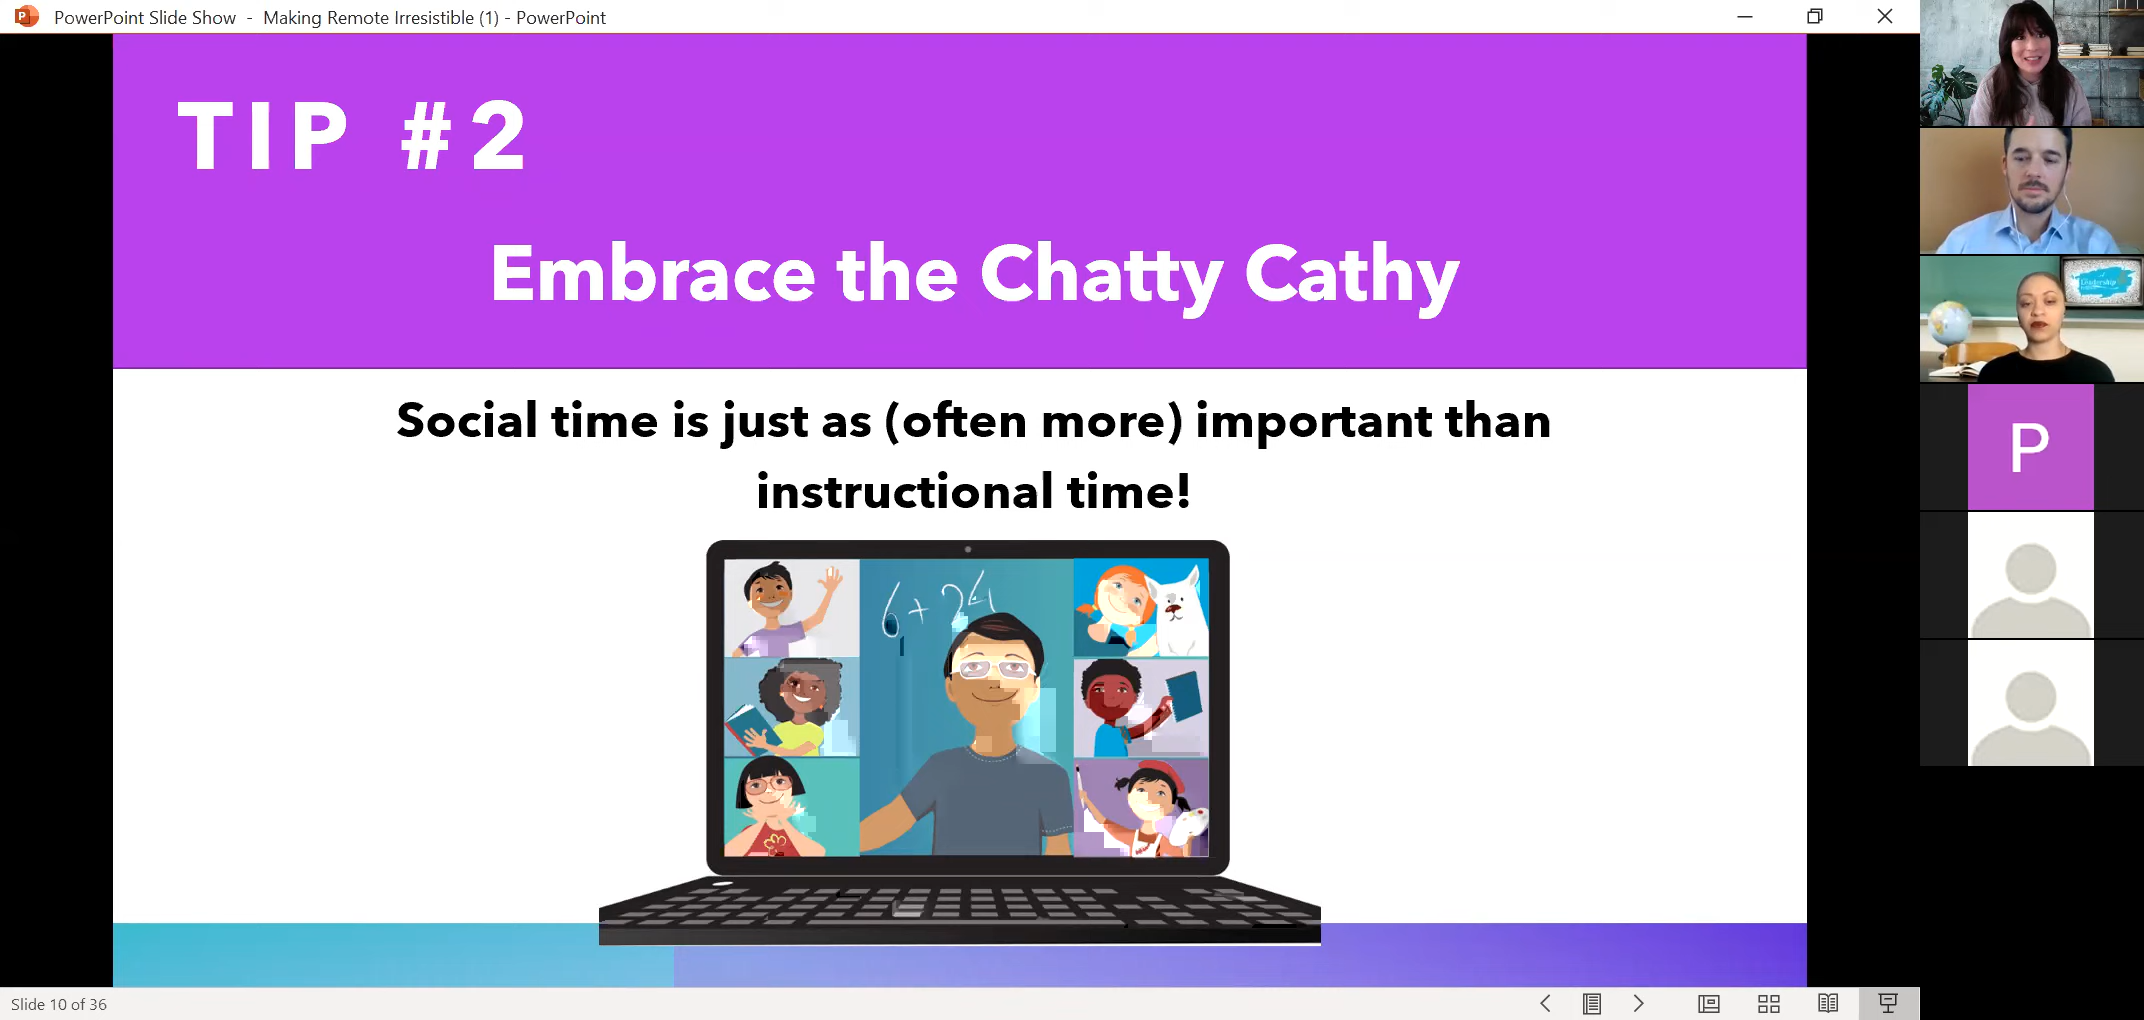 PowerPoint Slide Show - Making Remote Irresistible (1) - PowerPoint
TIP #2
Embrace the Chatty Cathy
Social time is just as (often more) important than
instructional time!
6 + 24
Leadership
P
Slide 10 of 36